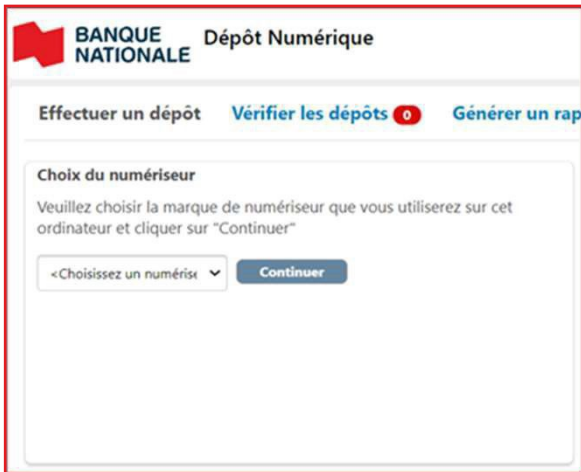 BANQUE
NATIONALE
Dépôt Numérique
Effectuer un dépôt Vérifier les dépôts 0 Générer un rap
Choix du numériseur
Veuillez choisir la marque de numériseur que vous utiliserez sur cet
ordinateur et cliquer sur "Continuer"
<Choisissez un numérise Continuer